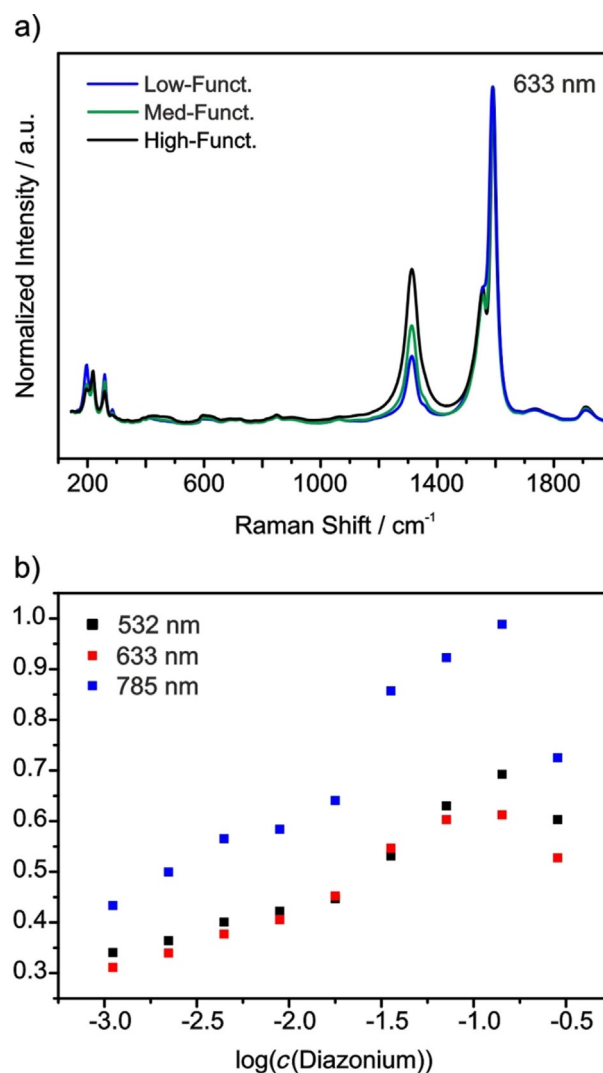 a)
Low-Funct.
Med-Funct.
High-Funct.
633 nm
Normalized Intensity / a.u.
200 600 1000 1400 1800
Raman Shift / cm⁻¹
b)
532 nm
633 nm
785 nm
1.0
0.9
0.8
0.7
0.6
0.5
0.4
0.3
-3.0 -2.5 -2.0 -1.5 -1.0 -0.5
log(c(Diazonium))